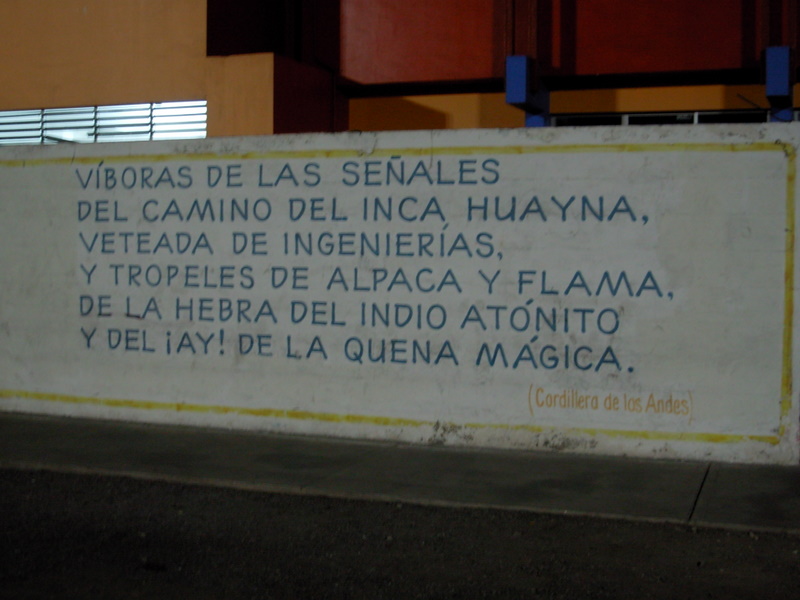 VÍBORAS DE LAS SEÑALES
DEL CAMINO DEL INCA HUAYNA,
VETEADA DE INGENIERÍAS,
Y TROPELES DE ALPACA Y FLAMA,
DE LA HEBRA DEL INDIO ATÓNITO
Y DEL ¡AY! DE LA QUENA MÁGICA.
(Cordillera de los Andes)